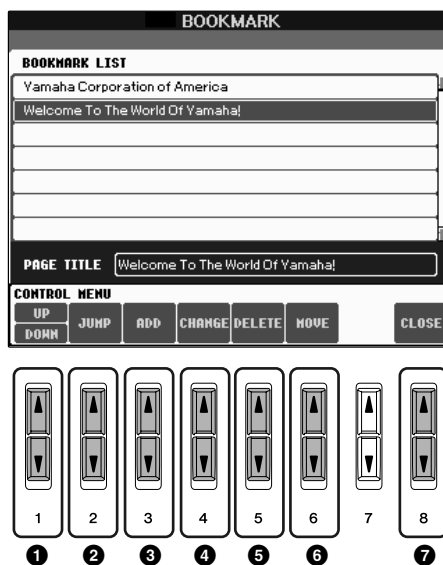 BOOKMARK
BOOKMARK LIST
Yamaha Corporation of America
Welcome To The World Of Yamaha!
PAGE TITLE Welcome To The World Of Yamaha!
CONTROL MENU
UP
DOWN
JUMP ADD CHANGE DELETE MOVE CLOSE
1 2 3 4 5 6 7 8
1 2 3 4 5 6 7